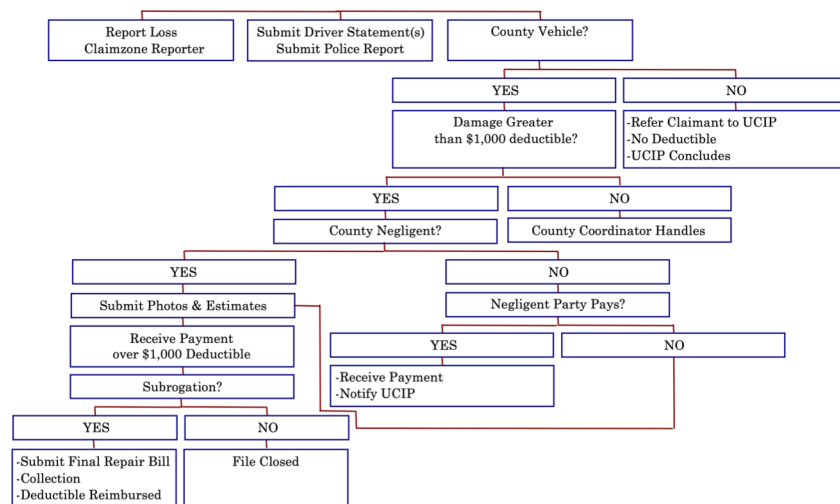 Report Loss
Claimzone Reporter
Submit Driver Statement(s)
Submit Police Report
County Vehicle?
YES
NO
Damage Greater
than $1,000 deductible?
-Refer Claimant to UCIP
-No Deductible
-UCIP Concludes
YES
NO
County Negligent?
County Coordinator Handles
YES
NO
Submit Photos & Estimates
Negligent Party Pays?
Receive Payment
over $1,000 Deductible
YES
NO
Subrogation?
-Receive Payment
-Notify UCIP
YES
NO
-Submit Final Repair Bill
-Collection
-Deductible Reimbursed
File Closed